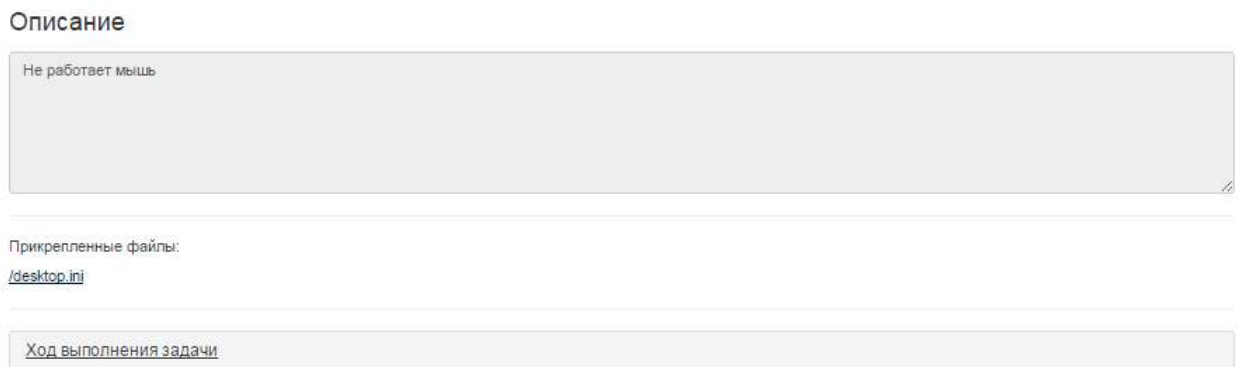 Описание
Не работает мышь
Прикрепленные файлы:
/desktop.ini
Ход выполнения задачи